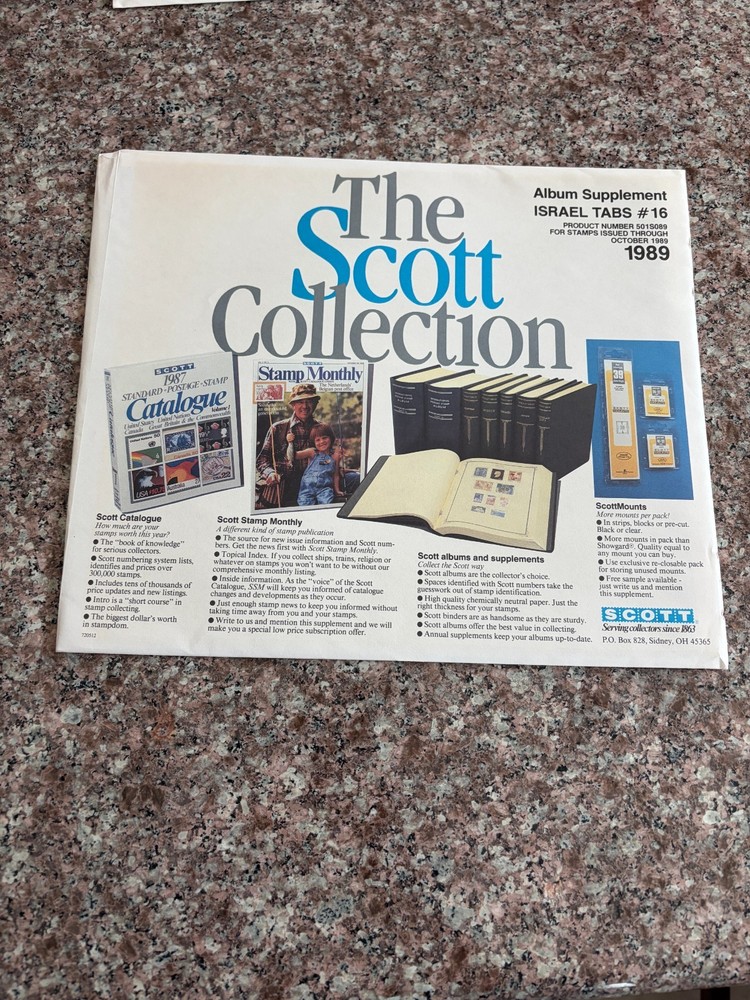 The
Scott
Collection
Album Supplement
ISRAEL TABS #16
PRODUCT NUMBER 501S089
FOR STAMPS ISSUED THROUGH
OCTOBER 1989
1989
SCOTT
1987
STANDARD • POSTAGE • STAMP
Catalogue
Volume 1
United States United Nations
Canada Great Britain & the Commonwealth
SCOTT
Stamp Monthly
The Netherlands'
Scott Catalogue
How much are your
stamps worth this year?
● The "book of knowledge"
for serious collectors.
● Scott numbering system lists,
identifies and prices over
300,000 stamps.
● Includes tens of thousands of
price updates and new listings.
● Intro is a "short course" in
stamp collecting.
● The biggest dollar's worth
in stampdom.
720912
Scott Stamp Monthly
A different kind of stamp publication
● The source for new issue information and Scott num-
bers. Get the news first with Scott Stamp Monthly.
● Topical Index. If you collect ships, trains, religion or
whatever on stamps you won't want to be without our
comprehensive monthly listing.
● Inside information. As the "voice" of the Scott
Catalogue, SSM will keep you informed of catalogue
changes and developments as they occur.
● Just enough stamp news to keep you informed without
taking time away from you and your stamps.
● Write to us and mention this supplement and we will
make you a special low price subscription offer.
Scott albums and supplements
Collect the Scott way
● Scott albums are the collector's choice.
● Spaces identified with Scott numbers take the
guesswork out of stamp identification.
● High quality chemically neutral paper. Just the
right thickness for your stamps.
● Scott binders are as handsome as they are sturdy.
● Scott albums offer the best value in collecting.
● Annual supplements keep your albums up-to-date.
ScottMounts
More mounts per pack!
● In strips, blocks or pre-cut.
Black or clear.
● More mounts in pack than
Showgard®. Quality equal to
any mount you can buy.
● Use exclusive re-closable pack
for storing unused mounts.
● Free sample available -
just write us and mention
this supplement.
SCOTT
Serving collectors since 1863
P.O. Box 828, Sidney, OH 45365